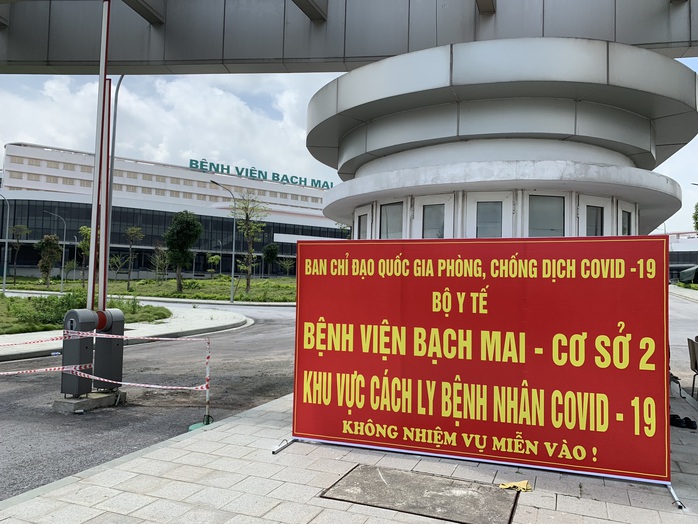 BỆNH VIỆN BẠCH MAI
BAN CHỈ ĐẠO QUỐC GIA PHÒNG, CHỐNG DỊCH COVID -19
BỘ Y TẾ
BỆNH VIỆN BẠCH MAI - CƠ SỞ 2
KHU VỰC CÁCH LY BỆNH NHÂN COVID - 19
KHÔNG NHIỆM VỤ MIỄN VÀO !